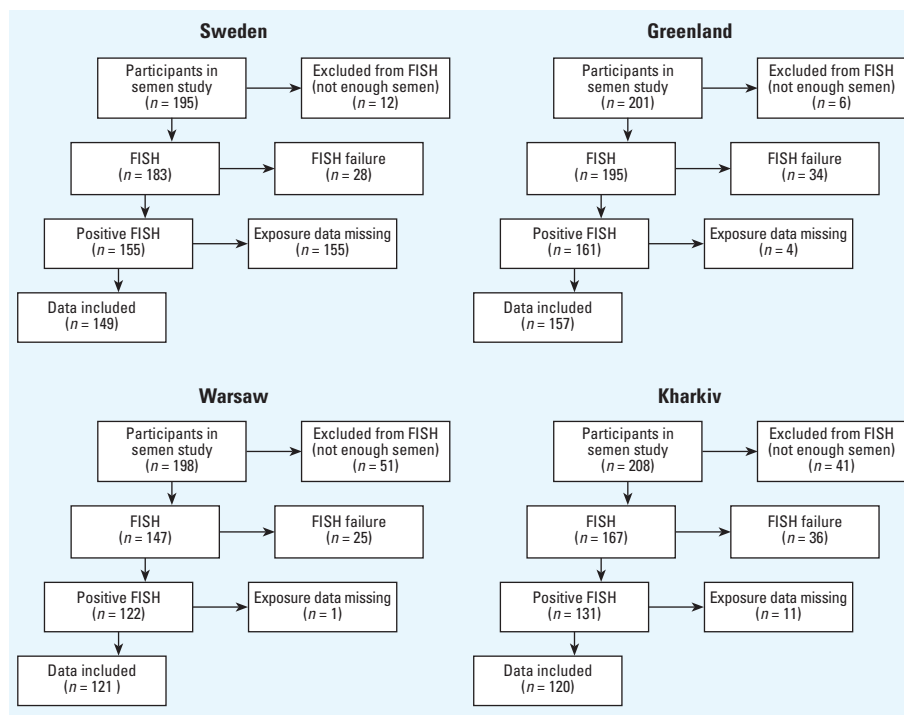 Sweden
Participants in
semen study
(n = 195)
Excluded from FISH
(not enough semen)
(n = 12)
FISH
(n = 183)
FISH failure
(n = 28)
Positive FISH
(n = 155)
Exposure data missing
(n = 155)
Data included
(n = 149)
Greenland
Participants in
semen study
(n = 201)
Excluded from FISH
(not enough semen)
(n = 6)
FISH
(n = 195)
FISH failure
(n = 34)
Positive FISH
(n = 161)
Exposure data missing
(n = 4)
Data included
(n = 157)
Warsaw
Participants in
semen study
(n = 198)
Excluded from FISH
(not enough semen)
(n = 51)
FISH
(n = 147)
FISH failure
(n = 25)
Positive FISH
(n = 122)
Exposure data missing
(n = 1)
Data included
(n = 121 )
Kharkiv
Participants in
semen study
(n = 208)
Excluded from FISH
(not enough semen)
(n = 41)
FISH
(n = 167)
FISH failure
(n = 36)
Positive FISH
(n = 131)
Exposure data missing
(n = 11)
Data included
(n = 120)